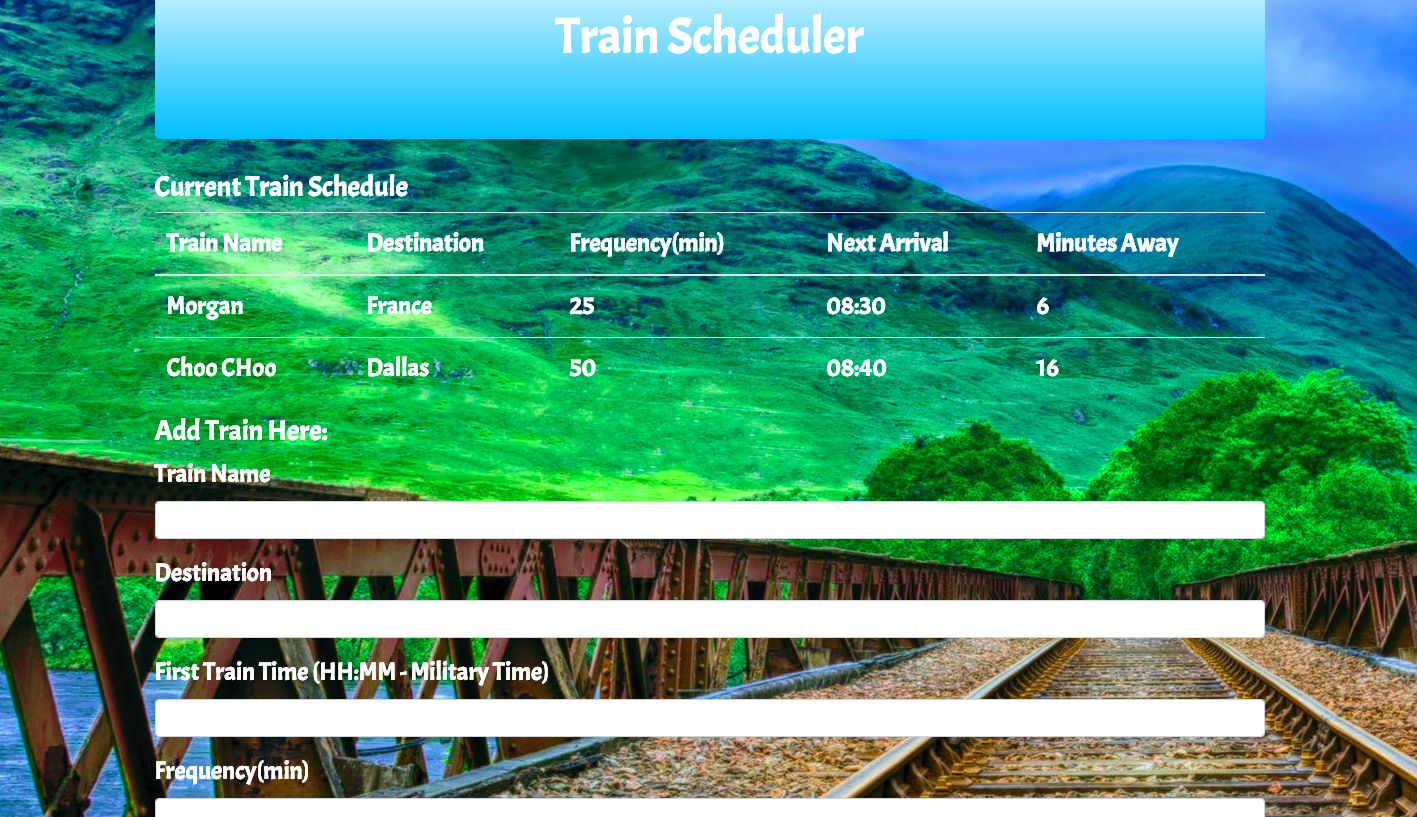 Train Scheduler
Current Train Schedule
Train Name Destination Frequency(min) Next Arrival Minutes Away
Morgan France 25 08:30 6
Choo CHoo Dallas 50 08:40 16
Add Train Here:
Train Name
Destination
First Train Time (HH:MM - Military Time)
Frequency(min)